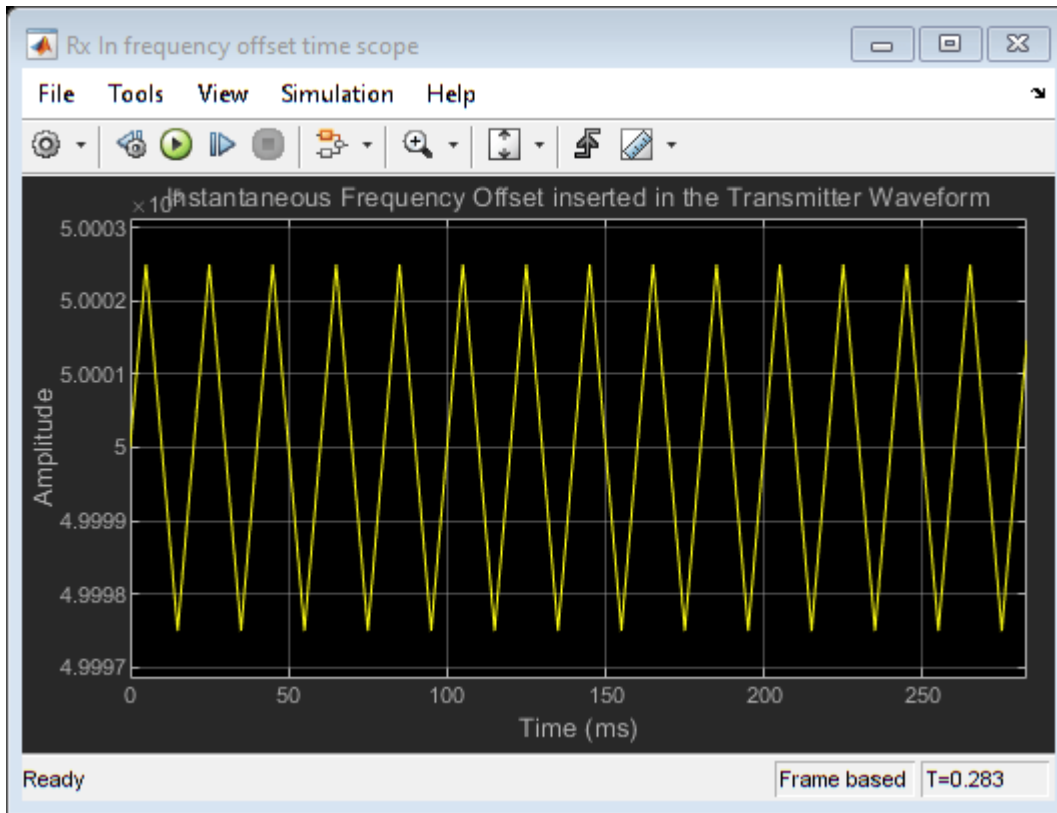 Rx In frequency offset time scope
File Tools View Simulation Help
Instantaneous Frequency Offset inserted in the Transmitter Waveform
× 10
5.0003
5.0002
5.0001
5
4.9999
4.9998
4.9997
Amplitude
0 50 100 150 200 250
Time (ms)
Ready Frame based T=0.283